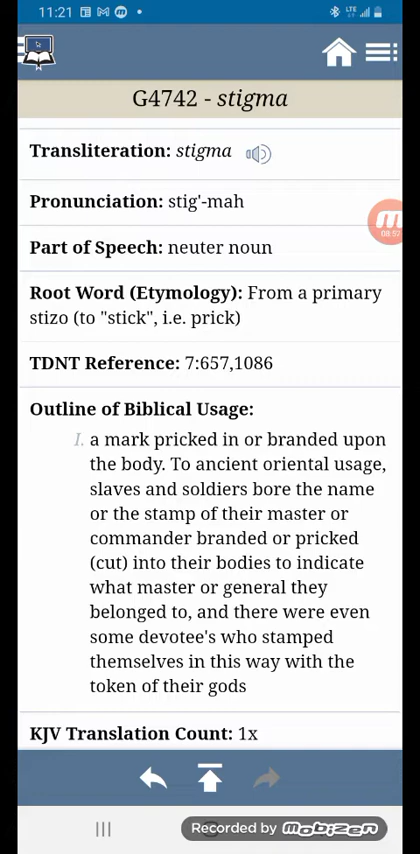 11:21
LTE
G4742 - stigma
Transliteration: stigma
Pronunciation: stig'-mah
08:57
Part of Speech: neuter noun
Root Word (Etymology): From a primary
stizo (to "stick", i.e. prick)
TDNT Reference: 7:657,1086
Outline of Biblical Usage:
I. a mark pricked in or branded upon
the body. To ancient oriental usage,
slaves and soldiers bore the name
or the stamp of their master or
commander branded or pricked
(cut) into their bodies to indicate
what master or general they
belonged to, and there were even
some devotee's who stamped
themselves in this way with the
token of their gods
KJV Translation Count: 1x
Recorded by mobizen